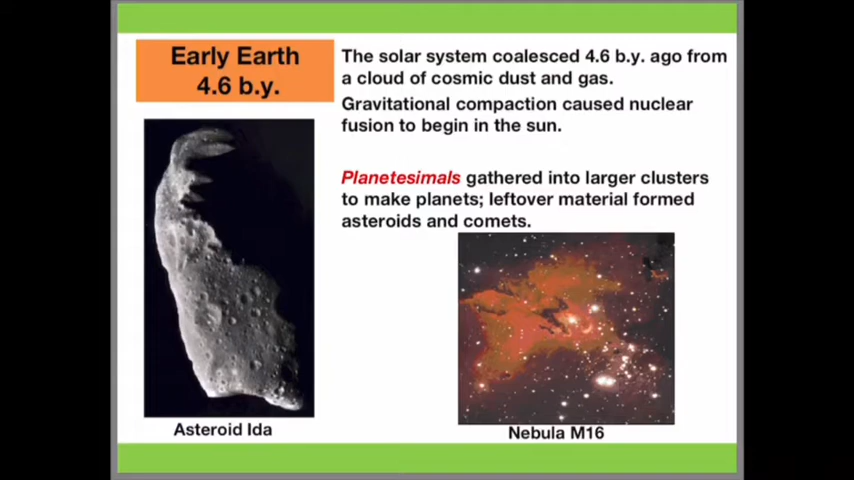 Early Earth
4.6 b.y.
The solar system coalesced 4.6 b.y. ago from
a cloud of cosmic dust and gas.
Gravitational compaction caused nuclear
fusion to begin in the sun.
Planetesimals gathered into larger clusters
to make planets; leftover material formed
asteroids and comets.
Asteroid Ida
Nebula M16